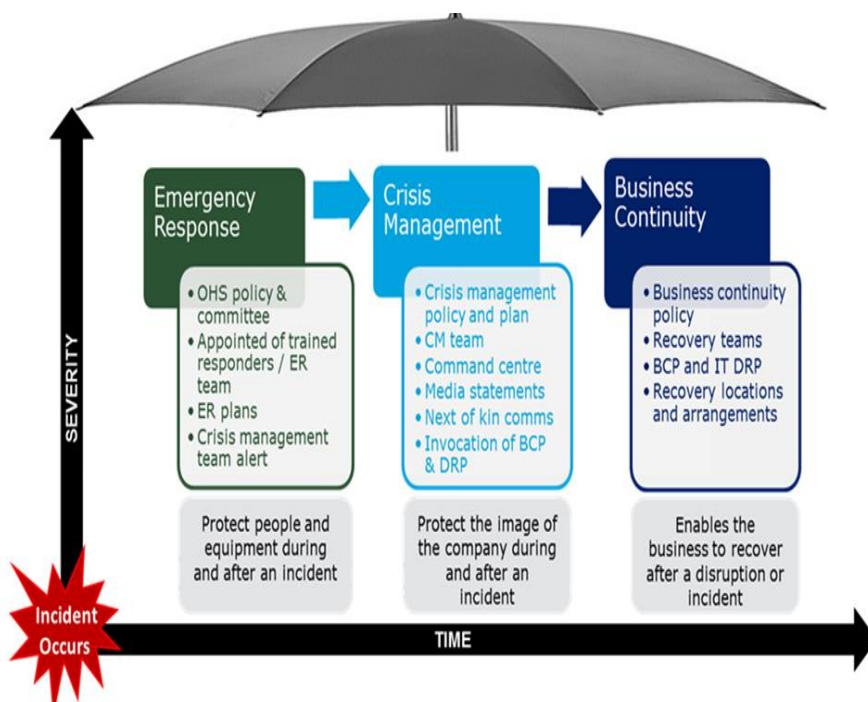 Emergency
Response
Crisis
Management
Business
Continuity
• OHS policy &
committee
• Appointed of trained
responders / ER
team
• ER plans
• Crisis management
team alert
• Crisis management
policy and plan
• CM team
• Command centre
• Media statements
• Next of kin comms
• Invocation of BCP
& DRP
• Business continuity
policy
• Recovery teams
• BCP and IT DRP
• Recovery locations
and arrangements
Protect people and
equipment during
and after an incident
Protect the image of
the company during
and after an
incident
Enables the
business to recover
after a disruption or
incident
SEVERITY
Incident
Occurs
TIME